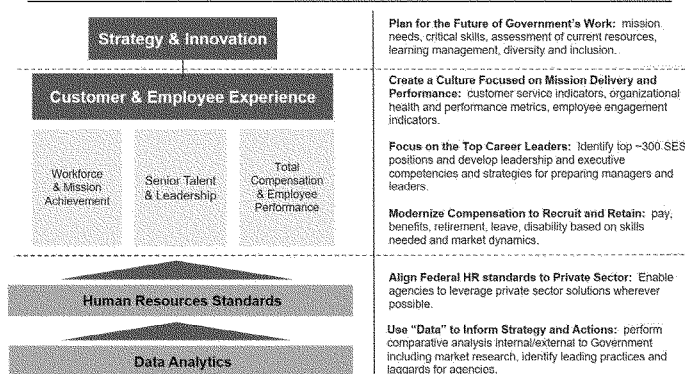 Strategy & Innovation
Customer & Employee Experience
Workforce
& Mission
Achievement
Senior Talent
& Leadership
Total
Compensation
& Employee
Performance
Human Resources Standards
Data Analytics
Plan for the Future of Government's Work: mission
needs, critical skills, assessment of current resources,
learning management, diversity and inclusion.
Create a Culture Focused on Mission Delivery and
Performance: customer service indicators, organizational
health and performance metrics, employee engagement
indicators.
Focus on the Top Career Leaders: Identify top ~300 SES
positions and develop leadership and executive
competencies and strategies for preparing managers and
leaders.
Modernize Compensation to Recruit and Retain: pay,
benefits, retirement, leave, disability based on skills
needed and market dynamics.
Align Federal HR standards to Private Sector: Enable
agencies to leverage private sector solutions wherever
possible.
Use "Data" to Inform Strategy and Actions: perform
comparative analysis internal/external to Government
including market research, identify leading practices and
laggards for agencies.